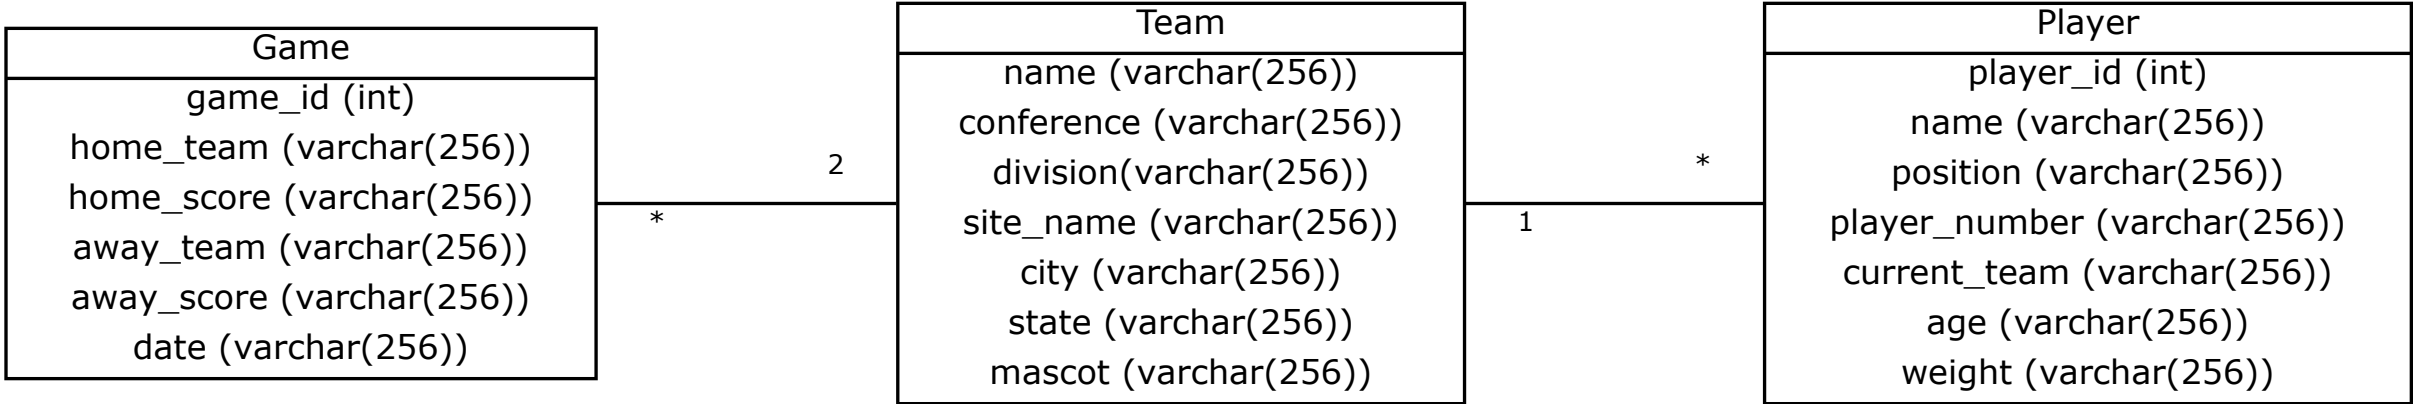 Game
game_id (int)
home_team (varchar(256))
home_score (varchar(256))
away_team (varchar(256))
away_score (varchar(256))
date (varchar(256))
*
2
Team
name (varchar(256))
conference (varchar(256))
division(varchar(256))
site_name (varchar(256))
city (varchar(256))
state (varchar(256))
mascot (varchar(256))
1
*
Player
player_id (int)
name (varchar(256))
position (varchar(256))
player_number (varchar(256))
current_team (varchar(256))
age (varchar(256))
weight (varchar(256))